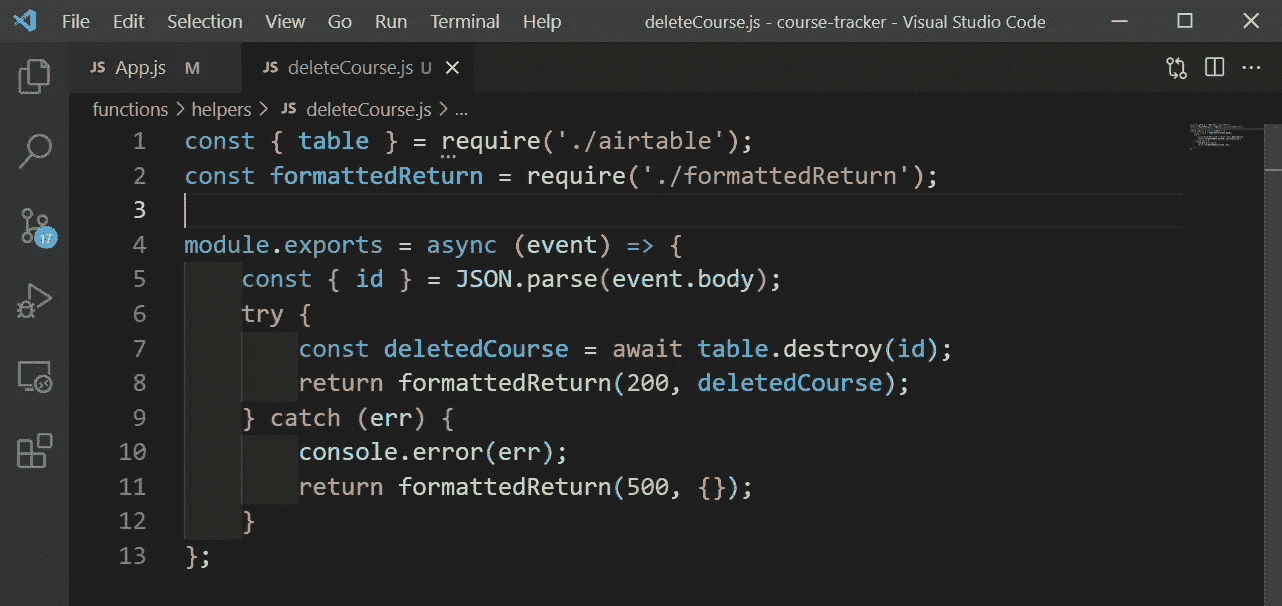 File Edit Selection View Go Run Terminal Help deleteCourse.js - course-tracker - Visual Studio Code
JS App.js M JS deleteCourse.js U
functions > helpers > JS deleteCourse.js > ...
1 const { table } = require('./airtable');
2 const formattedReturn = require('./formattedReturn');
3
4 module.exports = async (event) => {
5     const { id } = JSON.parse(event.body);
6     try {
7         const deletedCourse = await table.destroy(id);
8         return formattedReturn(200, deletedCourse);
9     } catch (err) {
10         console.error(err);
11         return formattedReturn(500, {});
12     }
13 };
17